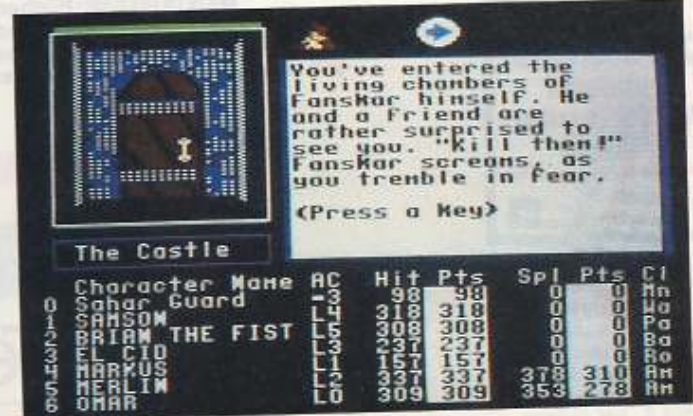 You've entered the
living chambers of
Fanskar himself. He
and a friend are
rather surprised to
see you. "Kill them!"
Fanskar screams, as
you tremble in fear.
(Press a key)
The Castle
Character Name AC Hit Pts Spl Pts Cl
0 Sahar Guard -3 98 98 0 0 Mn
1 SAMSON L4 318 318 0 0 Wa
2 BRIAN THE FIST L5 308 308 0 0 Pa
3 EL CID L3 237 237 0 0 Ba
4 MARKUS L1 157 157 0 0 Ro
5 MERLIN L2 337 337 378 310 Am
6 OMAR L0 309 309 353 278 Am